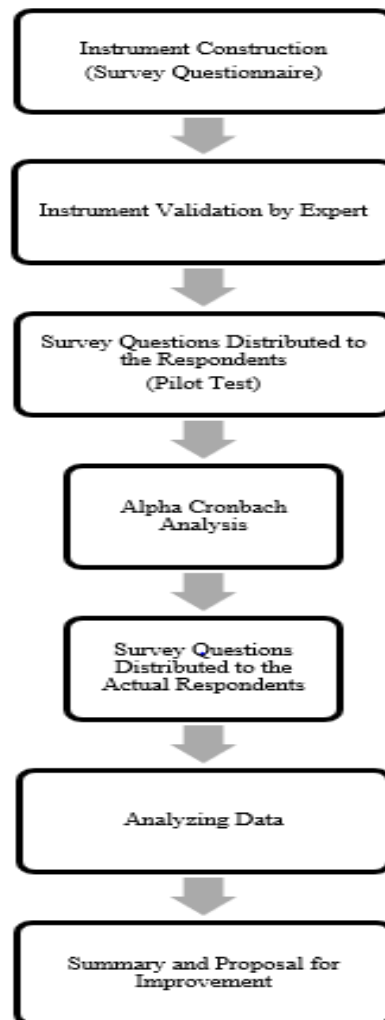 Instrument Construction
(Survey Questionnaire)
Instrument Validation by Expert
Survey Questions Distributed to
the Respondents
(Pilot Test)
Alpha Cronbach
Analysis
Survey Questions
Distributed to the
Actual Respondents
Analyzing Data
Summary and Proposal for
Improvement